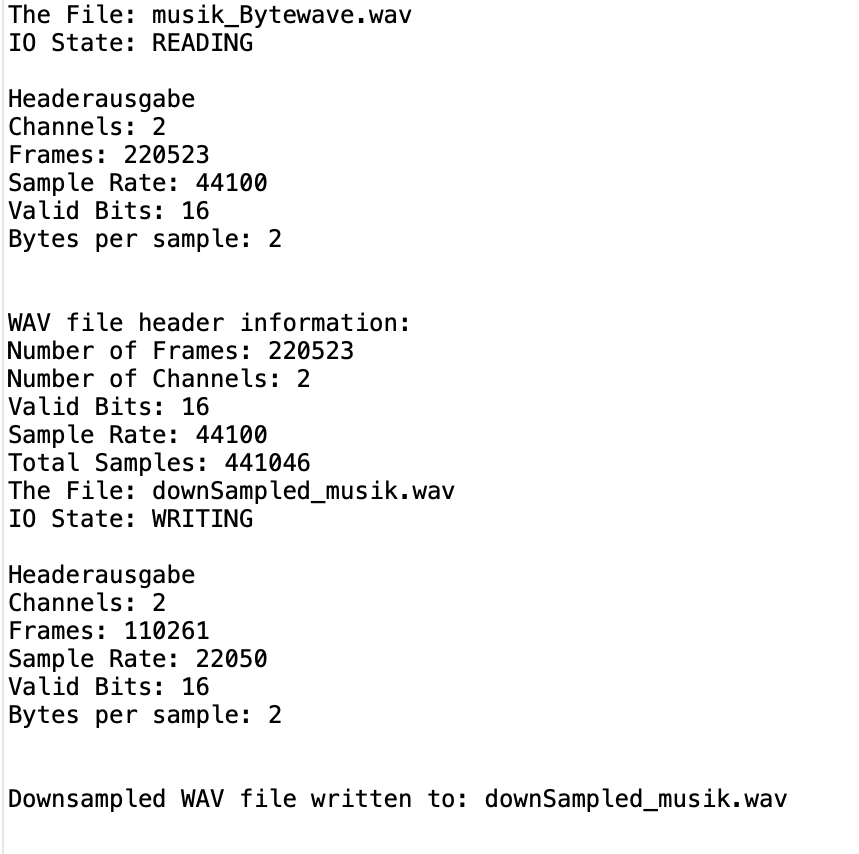 The File: musik_Bytewave.wav
IO State: READING
Headerausgabe
Channels: 2
Frames: 220523
Sample Rate: 44100
Valid Bits: 16
Bytes per sample: 2
WAV file header information:
Number of Frames: 220523
Number of Channels: 2
Valid Bits: 16
Sample Rate: 44100
Total Samples: 441046
The File: downSampled_musik.wav
IO State: WRITING
Headerausgabe
Channels: 2
Frames: 110261
Sample Rate: 22050
Valid Bits: 16
Bytes per sample: 2
Downsampled WAV file written to: downSampled_musik.wav